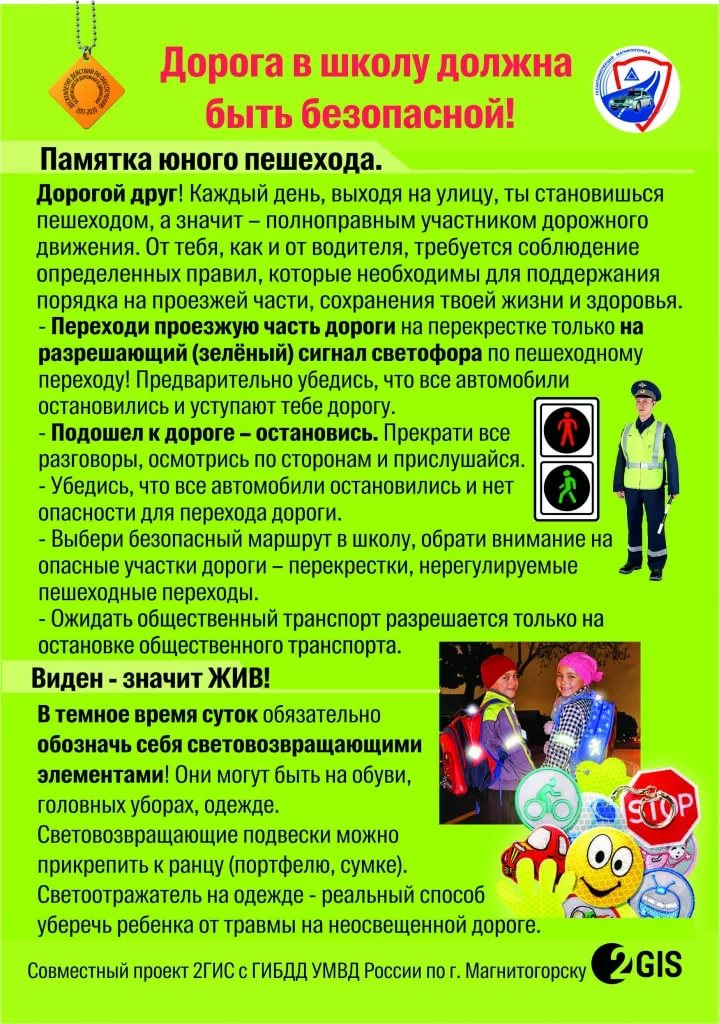 Дорога в школу должна
быть безопасной!
Памятка юного пешехода.
Дорогой друг! Каждый день, выходя на улицу, ты становишься
пешеходом, а значит – полноправным участником дорожного
движения. От тебя, как и от водителя, требуется соблюдение
определенных правил, которые необходимы для поддержания
порядка на проезжей части, сохранения твоей жизни и здоровья.
- Переходи проезжую часть дороги на перекрестке только на
разрешающий (зелёный) сигнал светофора по пешеходному
переходу! Предварительно убедись, что все автомобили
остановились и уступают тебе дорогу.
- Подошел к дороге – остановись. Прекрати все
разговоры, осмотрись по сторонам и прислушайся.
- Убедись, что все автомобили остановились и нет
опасности для перехода дороги.
- Выбери безопасный маршрут в школу, обрати внимание на
опасные участки дороги – перекрестки, нерегулируемые
пешеходные переходы.
- Ожидать общественный транспорт разрешается только на
остановке общественного транспорта.
Виден - значит ЖИВ!
В темное время суток обязательно
обозначь себя световозвращающими
элементами! Они могут быть на обуви,
головных уборах, одежде.
Световозвращающие подвески можно
прикрепить к ранцу (портфелю, сумке).
Светоотражатель на одежде - реальный способ
уберечь ребенка от травмы на неосвещенной дороге.
STOP
Совместный проект 2ГИС с ГИБДД УМВД России по г. Магнитогорску
2GIS